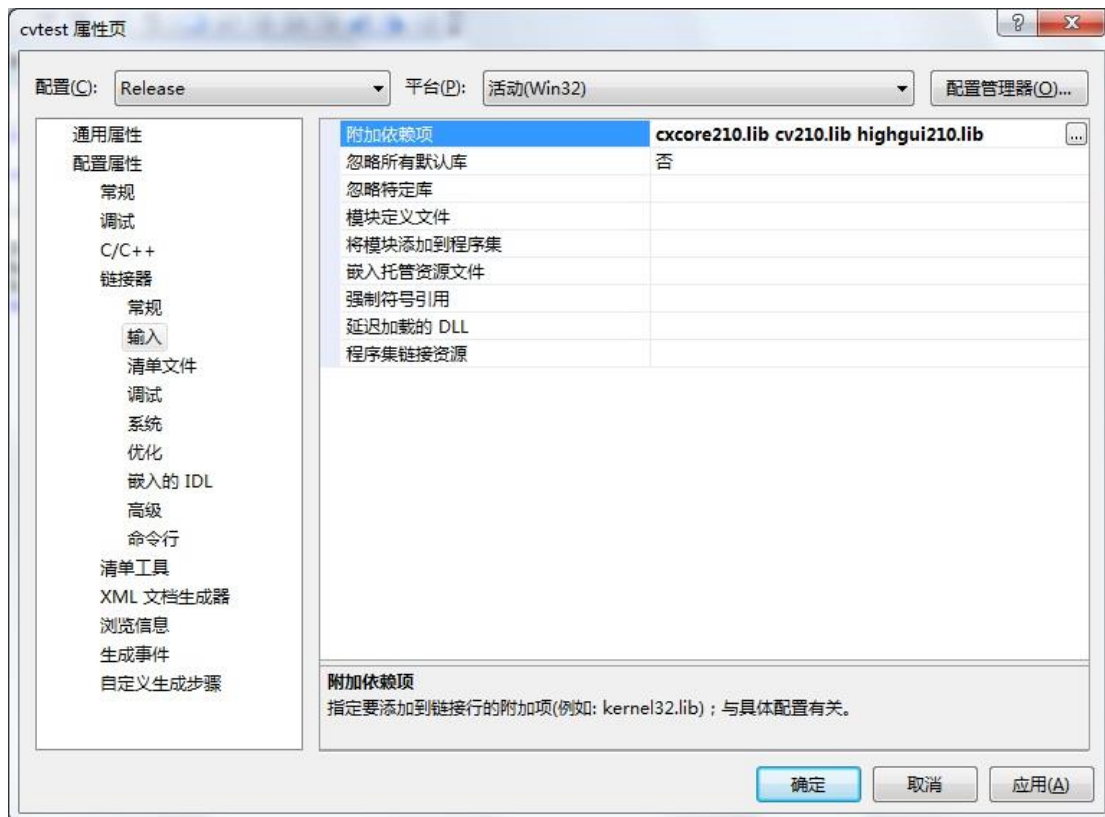 cvtest 属性页
配置(C): Release 平台(P): 活动(Win32) 配置管理器(O)...
通用属性
配置属性
常规
调试
C/C++
链接器
常规
输入
清单文件
调试
系统
优化
嵌入的 IDL
高级
命令行
清单工具
XML 文档生成器
浏览信息
生成事件
自定义生成步骤
附加依赖项 cxcore210.lib cv210.lib highgui210.lib ...
忽略所有默认库 否
忽略特定库
模块定义文件
将模块添加到程序集
嵌入托管资源文件
强制符号引用
延迟加载的 DLL
程序集链接资源
附加依赖项
指定要添加到链接行的附加项(例如: kernel32.lib)；与具体配置有关。
确定 取消 应用(A)